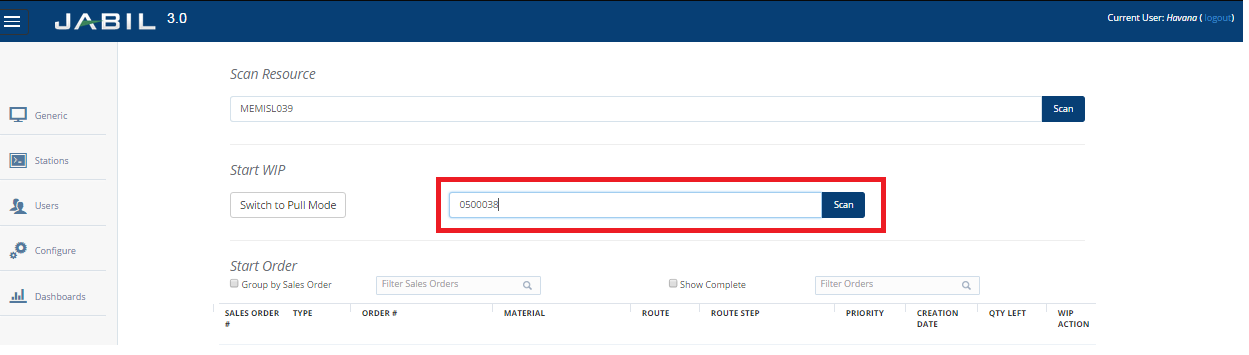 JABIL 3.0
Current User: Havana ( logout)
Scan Resource
MEMISL039 Scan
Generic
Stations
Users
Configure
Dashboards
Start WIP
Switch to Pull Mode
0500038 Scan
Start Order
Group by Sales Order Filter Sales Orders Show Complete Filter Orders
SALES ORDER # TYPE ORDER # MATERIAL ROUTE ROUTE STEP PRIORITY CREATION DATE QTY LEFT WIP ACTION